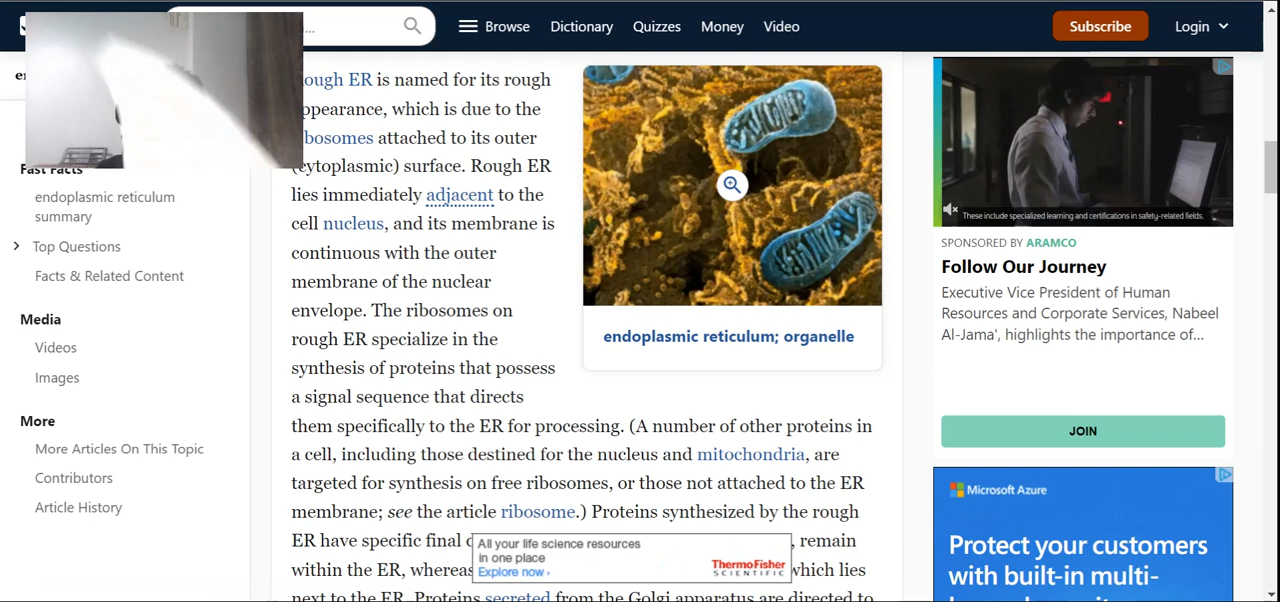 ...
Browse
Dictionary
Quizzes
Money
Video
Subscribe
Login
Fast Facts
endoplasmic reticulum
summary
Top Questions
Facts & Related Content
Media
Videos
Images
More
More Articles On This Topic
Contributors
Article History
ough ER is named for its rough
ppearance, which is due to the
ibosomes attached to its outer
(cytoplasmic) surface. Rough ER
lies immediately adjacent to the
cell nucleus, and its membrane is
continuous with the outer
membrane of the nuclear
envelope. The ribosomes on
rough ER specialize in the
synthesis of proteins that possess
a signal sequence that directs
them specifically to the ER for processing. (A number of other proteins in
a cell, including those destined for the nucleus and mitochondria, are
targeted for synthesis on free ribosomes, or those not attached to the ER
membrane; see the article ribosome.) Proteins synthesized by the rough
ER have specific final , remain
within the ER, whereas which lies
next to the ER. Proteins secreted from the Golgi apparatus are directed to
endoplasmic reticulum; organelle
All your life science resources
in one place
Explore now ›
ThermoFisher
SCIENTIFIC
These include specialized learning and certifications in safety-related fields.
SPONSORED BY ARAMCO
Follow Our Journey
Executive Vice President of Human
Resources and Corporate Services, Nabeel
Al-Jama', highlights the importance of...
JOIN
Microsoft Azure
Protect your customers
with built-in multi-